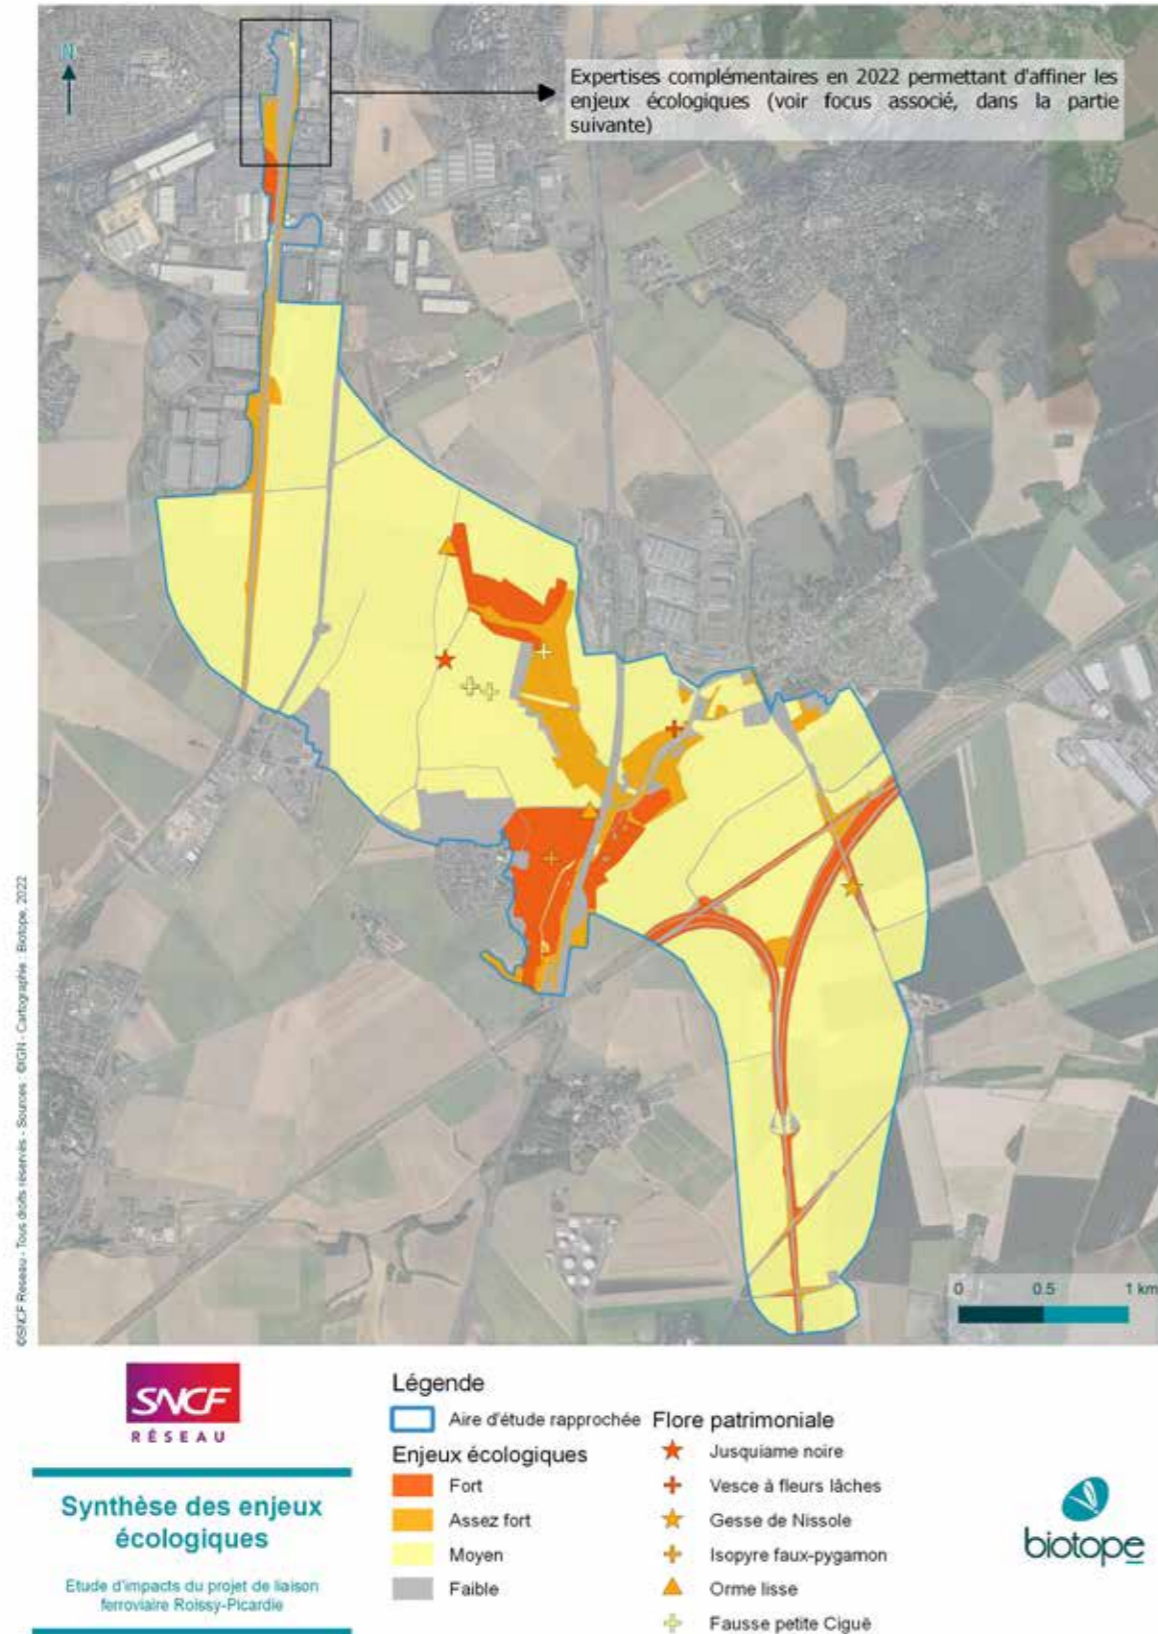 N
Expertises complémentaires en 2022 permettant d'affiner les
enjeux écologiques (voir focus associé, dans la partie
suivante)
©SNCF Reseau - Tous droits réservés - Sources : ©IGN - Cartographie : Biotope, 2022
0 0.5 1 km
SNCF
RÉSEAU
Synthèse des enjeux
écologiques
Etude d'impacts du projet de liaison
ferroviaire Roissy-Picardie
Légende
Aire d'étude rapprochée
Enjeux écologiques
Fort
Assez fort
Moyen
Faible
Flore patrimoniale
Jusquiame noire
Vesce à fleurs lâches
Gesse de Nissole
Isopyre faux-pygamon
Orme lisse
Fausse petite Ciguë
biotope